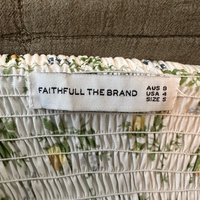 FAITHFULL THE BRAND
AUS 8
USA 4
SIZE S